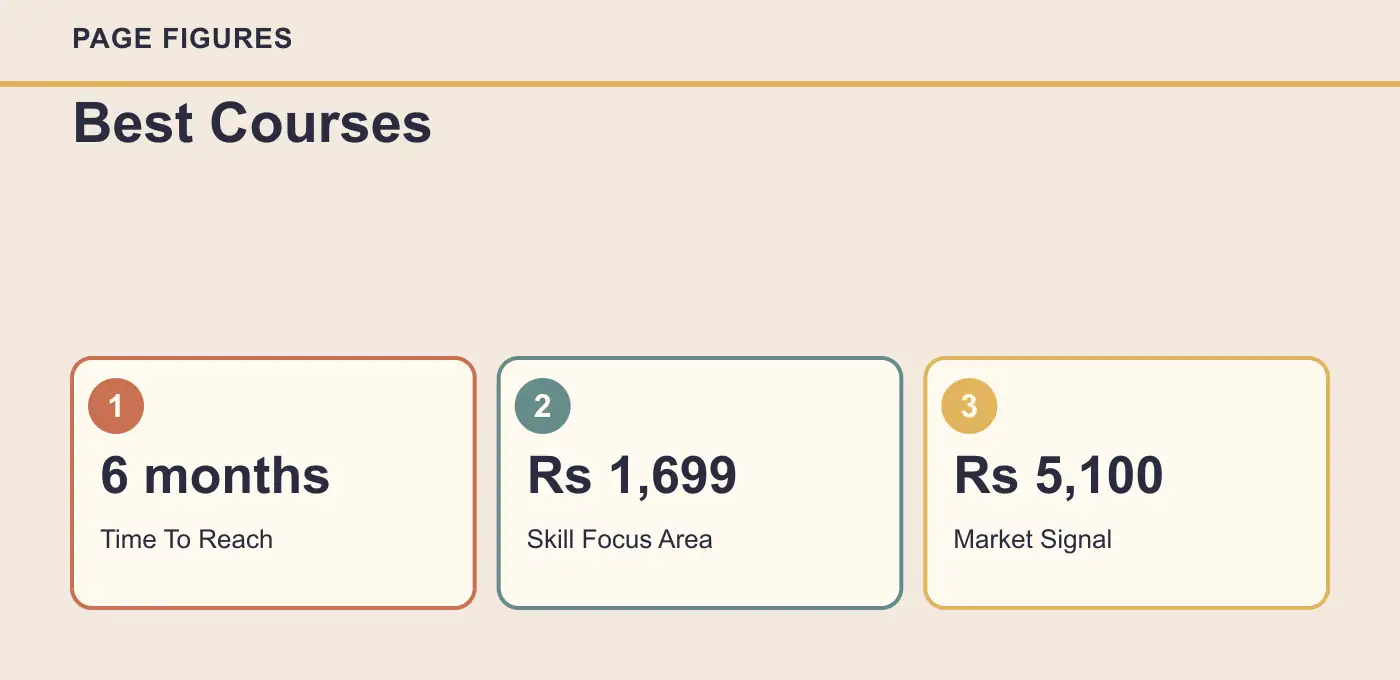 PAGE FIGURES
Best Courses
1
6 months
Time To Reach
2
Rs 1,699
Skill Focus Area
3
Rs 5,100
Market Signal